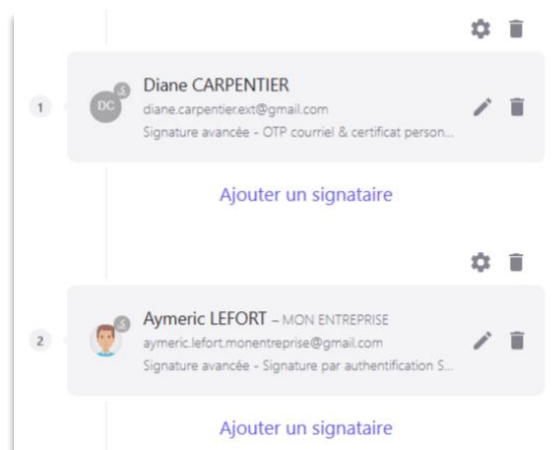 1
DC
Diane CARPENTIER
diane.carpentier.ext@gmail.com
Signature avancée - OTP courriel & certificat person...
Ajouter un signataire
2
Aymeric LEFORT – MON ENTREPRISE
aymeric.lefort.monentreprise@gmail.com
Signature avancée - Signature par authentification S...
Ajouter un signataire